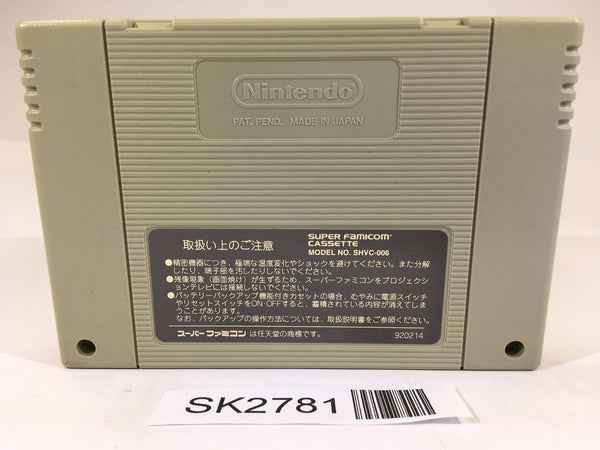 Nintendo
PAT. PEND. MADE IN JAPAN
取扱い上のご注意
SUPER FAMICOM
CASSETTE
MODEL NO. SHVC-006
●精密機器につき、極端な温度変化やショックを避けてください。また分解
したり、端子部を汚したりしないでください。
●残像現象（画面焼け）が生ずるため、スーパーファミコンをプロジェクシ
ョンテレビには接続しないでください。
●バッテリーバックアップ機能付きカセットの場合、むやみに電源スイッチ
やリセットスイッチをON・OFFすると、蓄積されている内容が消えてしま
うことがあります。
なお、バックアップの操作方法については、取扱説明書をご参照ください。
スーパーファミコン は任天堂の商標です。
920214
SK2781